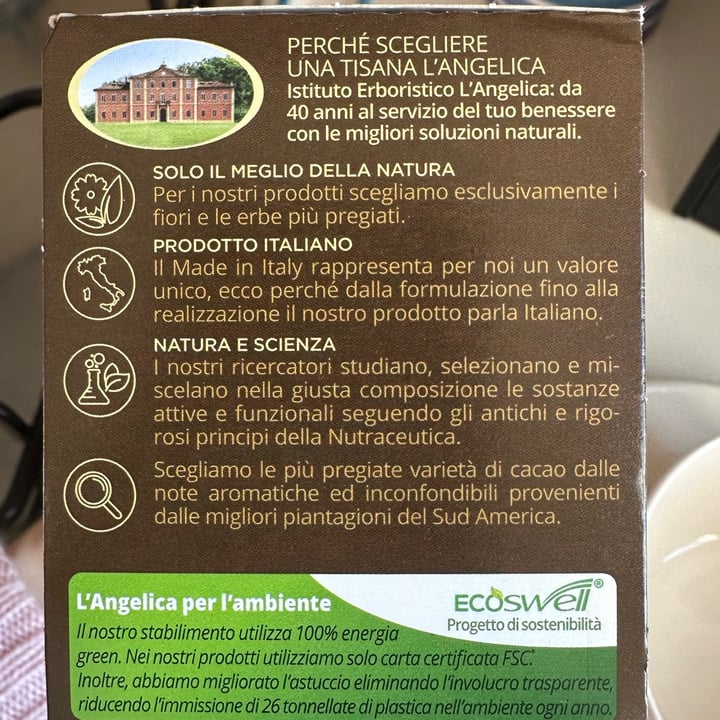 PERCHÉ SCEGLIERE
UNA TISANA L'ANGELICA
Istituto Erboristico L'Angelica: da
40 anni al servizio del tuo benessere
con le migliori soluzioni naturali.
SOLO IL MEGLIO DELLA NATURA
Per i nostri prodotti scegliamo esclusivamente i
fiori e le erbe più pregiati.
PRODOTTO ITALIANO
Il Made in Italy rappresenta per noi un valore
unico, ecco perché dalla formulazione fino alla
realizzazione il nostro prodotto parla Italiano.
NATURA E SCIENZA
I nostri ricercatori studiano, selezionano e mi-
scelano nella giusta composizione le sostanze
attive e funzionali seguendo gli antichi e rigo-
rosi principi della Nutraceutica.
Scegliamo le più pregiate varietà di cacao dalle
note aromatiche ed inconfondibili provenienti
dalle migliori piantagioni del Sud America.
L'Angelica per l'ambiente
ECOSWell®
Progetto di sostenibilità
Il nostro stabilimento utilizza 100% energia
green. Nei nostri prodotti utilizziamo solo carta certificata FSC.®
Inoltre, abbiamo migliorato l'astuccio eliminando l'involucro trasparente,
riducendo l'immissione di 26 tonnellate di plastica nell'ambiente ogni anno.